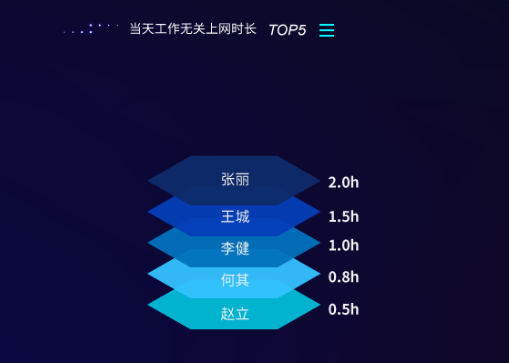 当天工作无关上网时长 TOP5
张丽 2.0h
王城 1.5h
李健 1.0h
何其 0.8h
赵立 0.5h